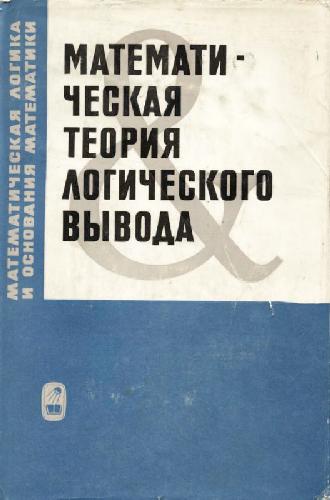 МАТЕМАТИЧЕСКАЯ ЛОГИКА
И ОСНОВАНИЯ МАТЕМАТИКИ
&
МАТЕМАТИ-
ЧЕСКАЯ
ТЕОРИЯ
ЛОГИЧЕСКОГО
ВЫВОДА